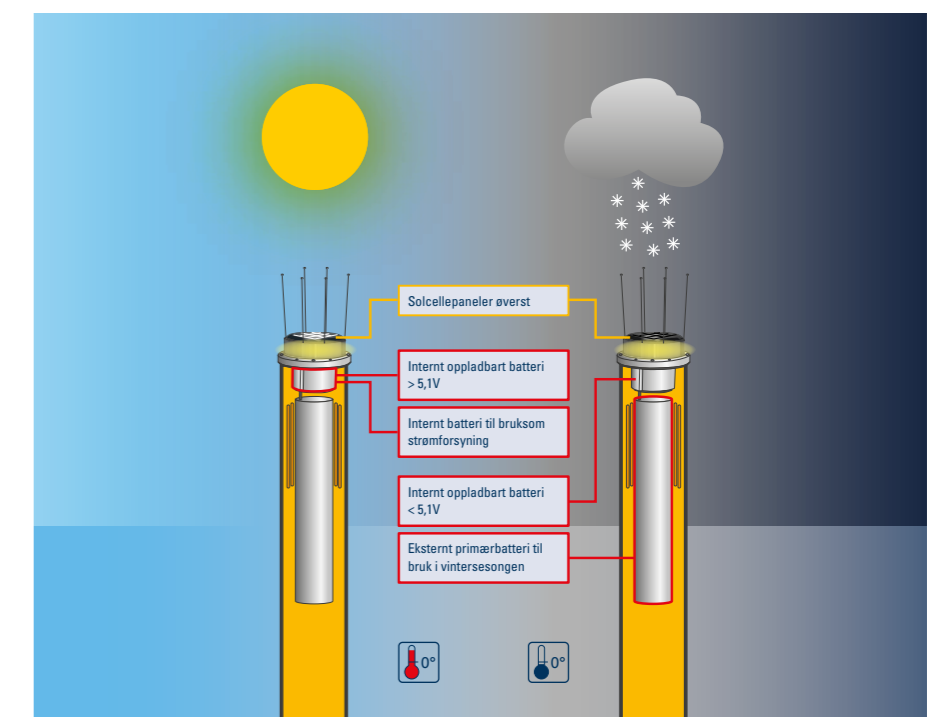 Solcellepaneler øverst
Internt oppladbart batteri
> 5,1V
Internt batteri til bruksom
strømforsyning
Internt oppladbart batteri
< 5,1V
Eksternt primærbatteri til
bruk i vintersesongen
0°
0°